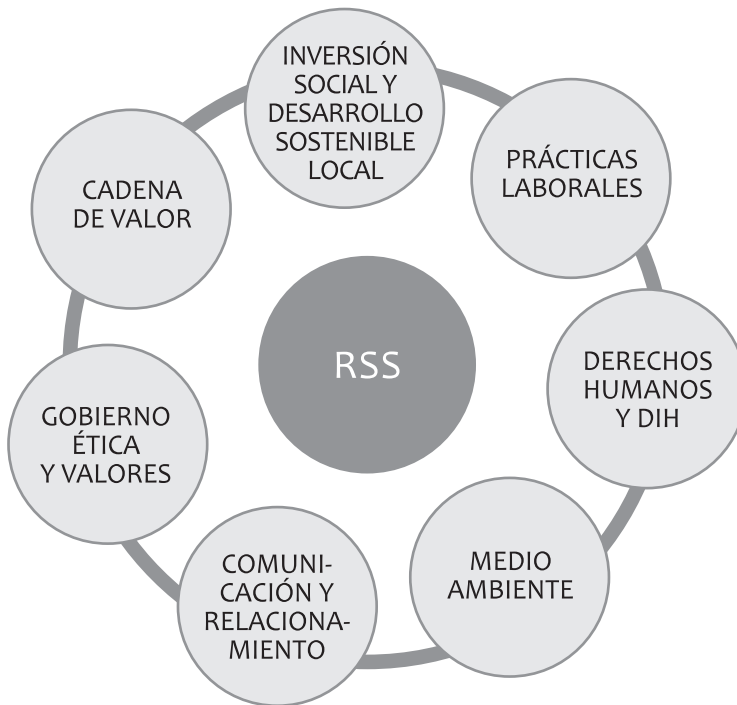 INVERSIÓN
SOCIAL Y
DESARROLLO
SOSTENIBLE
LOCAL
PRÁCTICAS
LABORALES
DERECHOS
HUMANOS
Y DIH
MEDIO
AMBIENTE
COMUNI-
CACIÓN Y
RELACIONA-
MIENTO
GOBIERNO
ÉTICA
Y VALORES
CADENA
DE VALOR
RSS